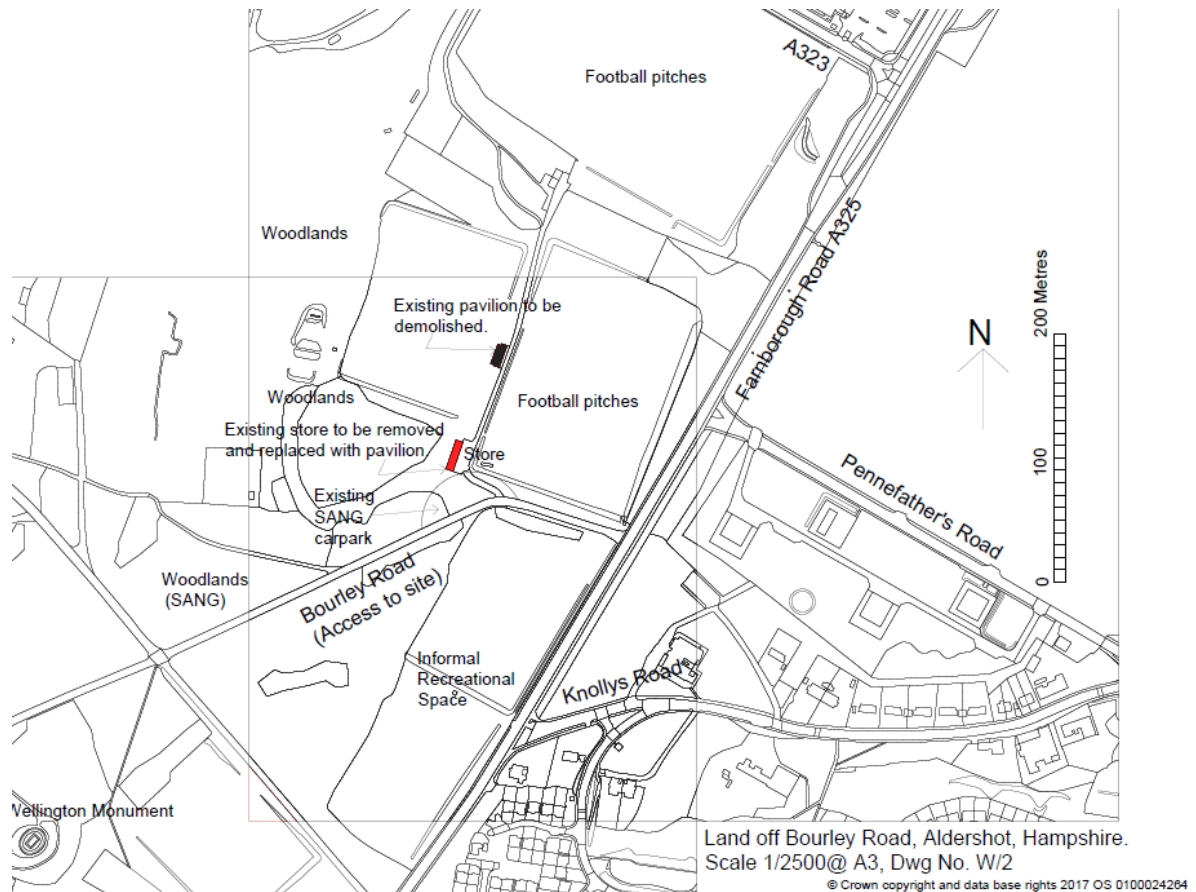 A323
Football pitches
Farnborough Road A325
Woodlands
200 Metres
100
0
N
Existing pavilion to be
demolished.
Woodlands
Football pitches
Existing store to be removed
and replaced with pavilion.
Store
Existing
SANG
carpark
Pennefather's Road
Woodlands
(SANG)
Bourley Road
(Access to site)
Informal
Recreational
Space
Knollys Road
Wellington Monument
Land off Bourley Road, Aldershot, Hampshire.
Scale 1/2500@ A3, Dwg No. W/2
© Crown copyright and data base rights 2017 OS 0100024264